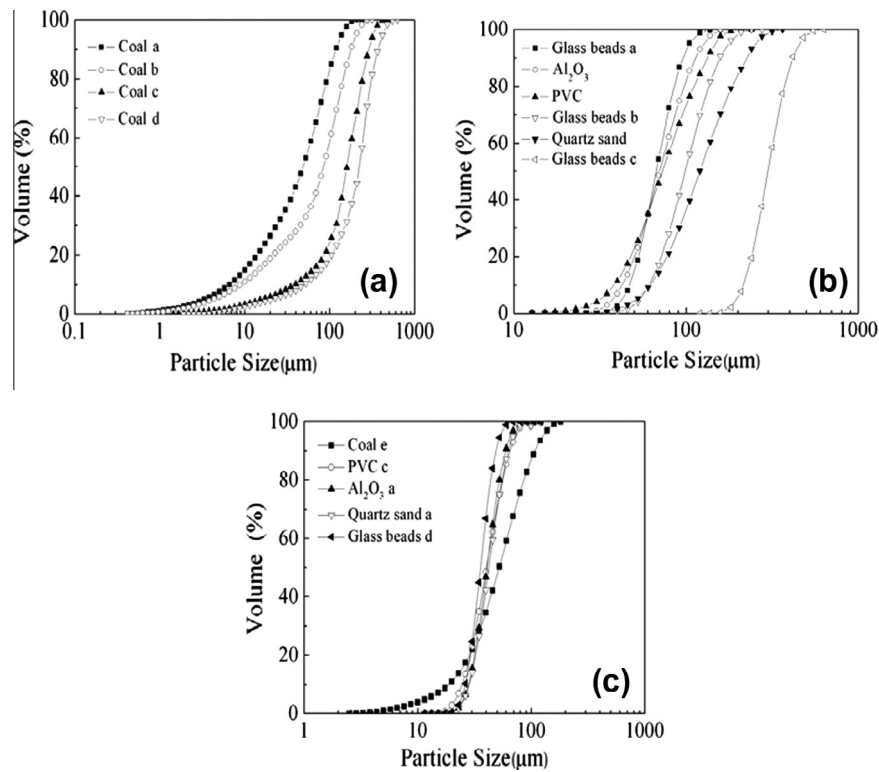 100
80
60
40
20
0
Volume (%)
Coal a
Coal b
Coal c
Coal d
(a)
0.1 1 10 100 1000
Particle Size(μm)
100
80
60
40
20
0
Volume (%)
Glass beads a
Al₂O₃
PVC
Glass beads b
Quartz sand
Glass beads c
(b)
10 100 1000
Particle Size(μm)
100
80
60
40
20
0
Volume (%)
Coal e
PVC c
Al₂O₃ a
Quartz sand a
Glass beads d
(c)
1 10 100 1000
Particle Size(μm)